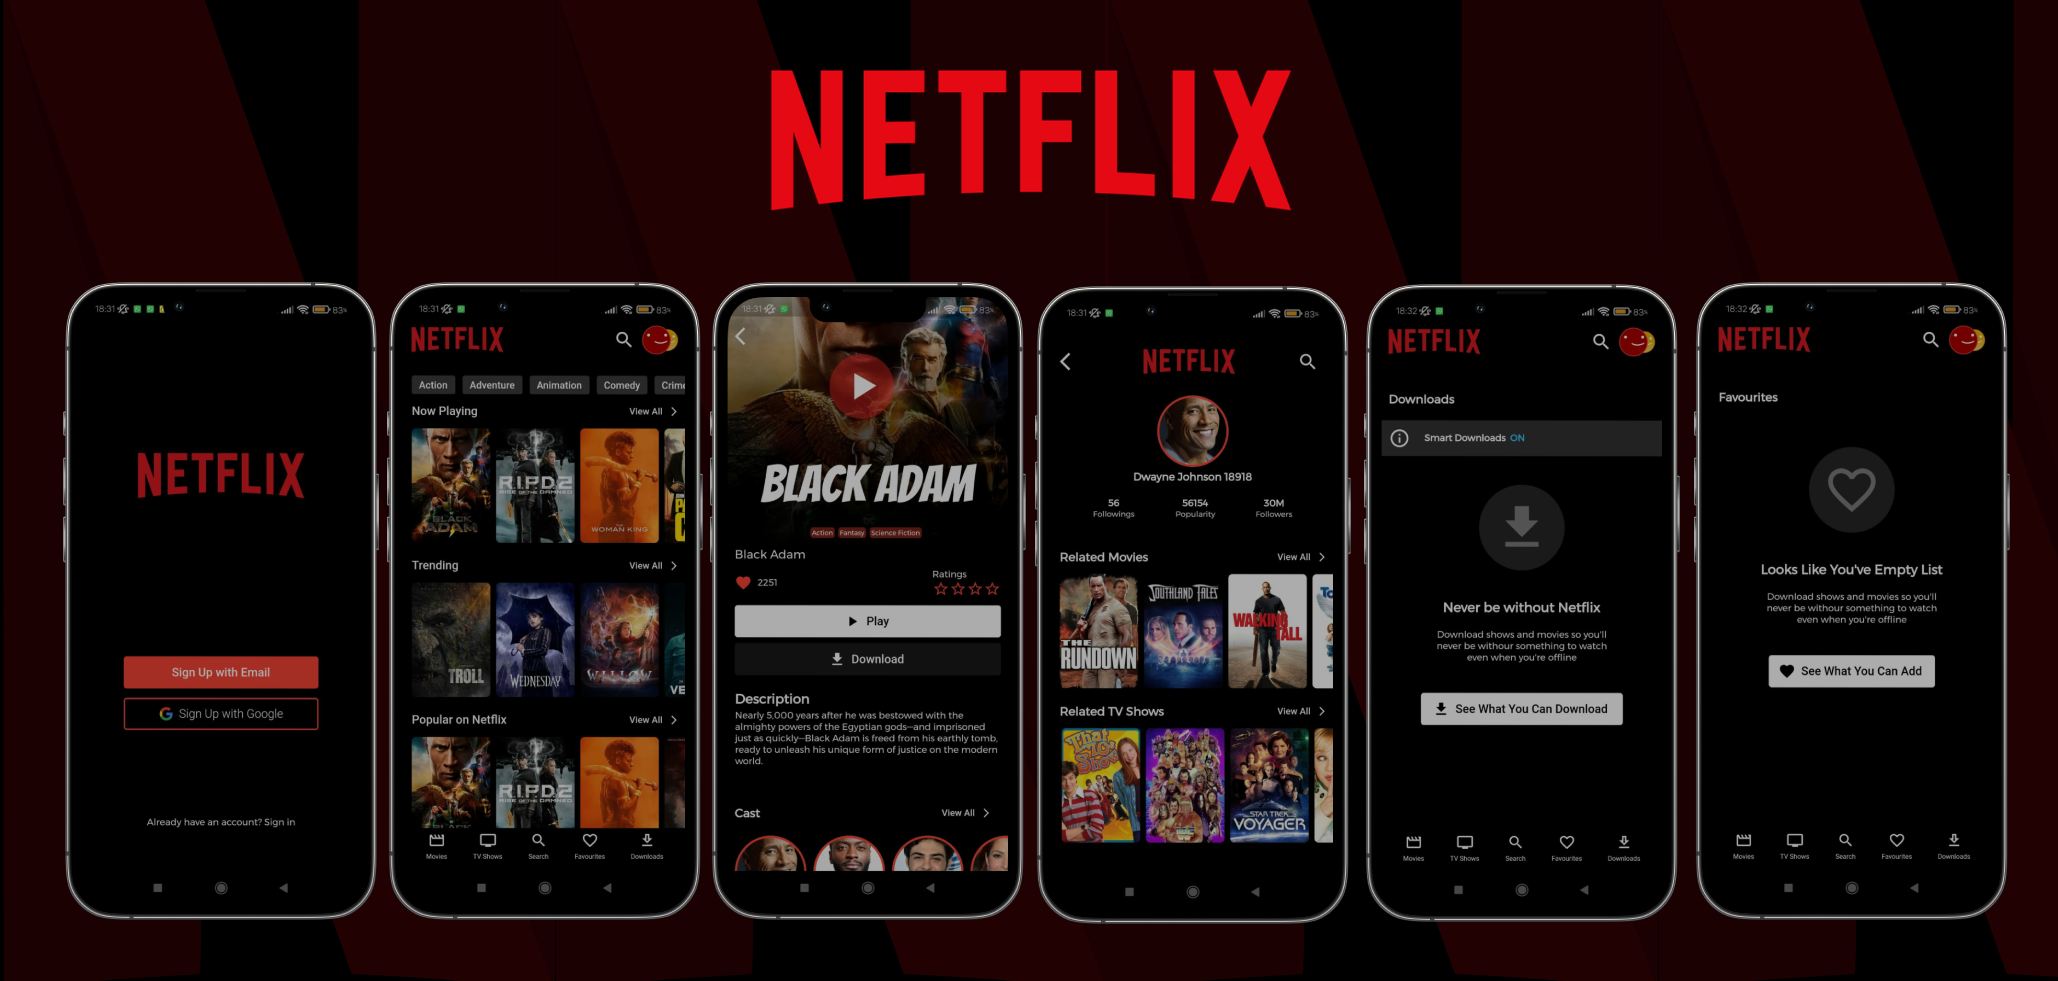 NETFLIX
18:31
83%
NETFLIX
Sign Up with Email
Sign Up with Google
Already have an account? Sign in
18:31
83%
NETFLIX
Action Adventure Animation Comedy Crime
Now Playing View All
BLACK ADAM
R.I.P.D 2
RISE OF THE DAMNED
THE WOMAN KING
Trending View All
TROLL
WEDNESDAY
WILLOW
VE
Popular on Netflix View All
R.I.P.D 2
RISE OF THE DAMNED
Movies TV Shows Search Favourites Downloads
18:31
83%
BLACK ADAM
Action Fantasy Science Fiction
Black Adam
2251
Ratings
Play
Download
Description
Nearly 5,000 years after he was bestowed with the
almighty powers of the Egyptian gods—and imprisoned
just as quickly—Black Adam is freed from his earthly tomb,
ready to unleash his unique form of justice on the modern
world.
Cast View All
18:31
83%
NETFLIX
Dwayne Johnson 18918
56 56154 30M
Followings Popularity Followers
Related Movies View All
THE RUNDOWN
SOUTHLAND TALES
WALKING TALL
Related TV Shows View All
That '70s Show
STAR TREK
VOYAGER
18:32
83%
NETFLIX
Downloads
Smart Downloads ON
Never be without Netflix
Download shows and movies so you'll
never be withour something to watch
even when you're offline
See What You Can Download
Movies TV Shows Search Favourites Downloads
18:32
83%
NETFLIX
Favourites
Looks Like You've Empty List
Download shows and movies so you'll
never be withour something to watch
even when you're offline
See What You Can Add
Movies TV Shows Search Favourites Downloads